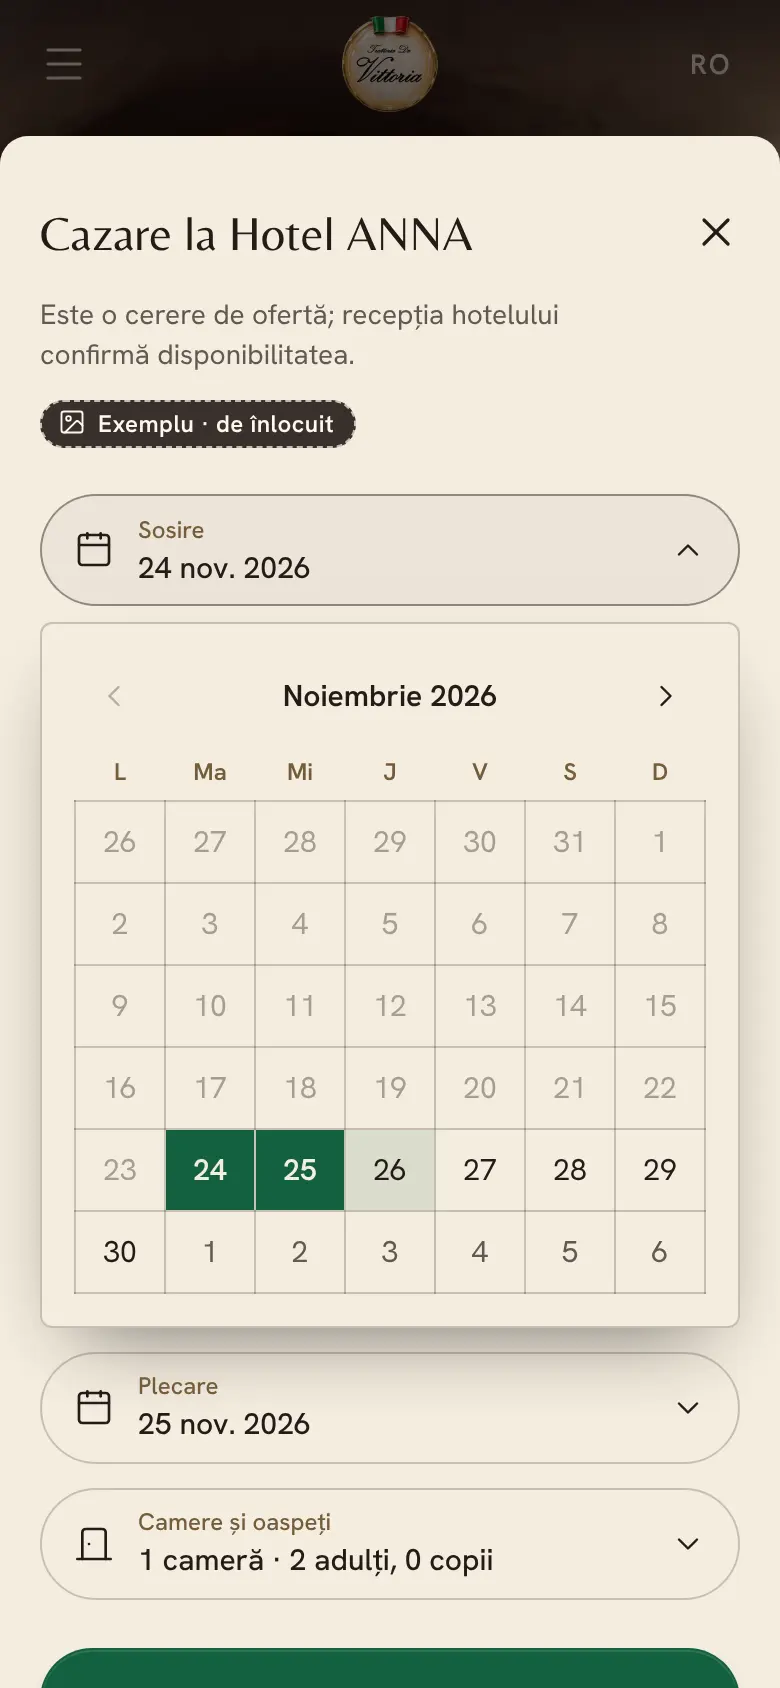 Trattoria Da
Vittoria
RO
Cazare la Hotel ANNA
Este o cerere de ofertă; recepția hotelului
confirmă disponibilitatea.
Exemplu · de înlocuit
Sosire
24 nov. 2026
Noiembrie 2026
L Ma Mi J V S D
26 27 28 29 30 31 1
2 3 4 5 6 7 8
9 10 11 12 13 14 15
16 17 18 19 20 21 22
23 24 25 26 27 28 29
30 1 2 3 4 5 6
Plecare
25 nov. 2026
Camere și oaspeți
1 cameră · 2 adulți, 0 copii